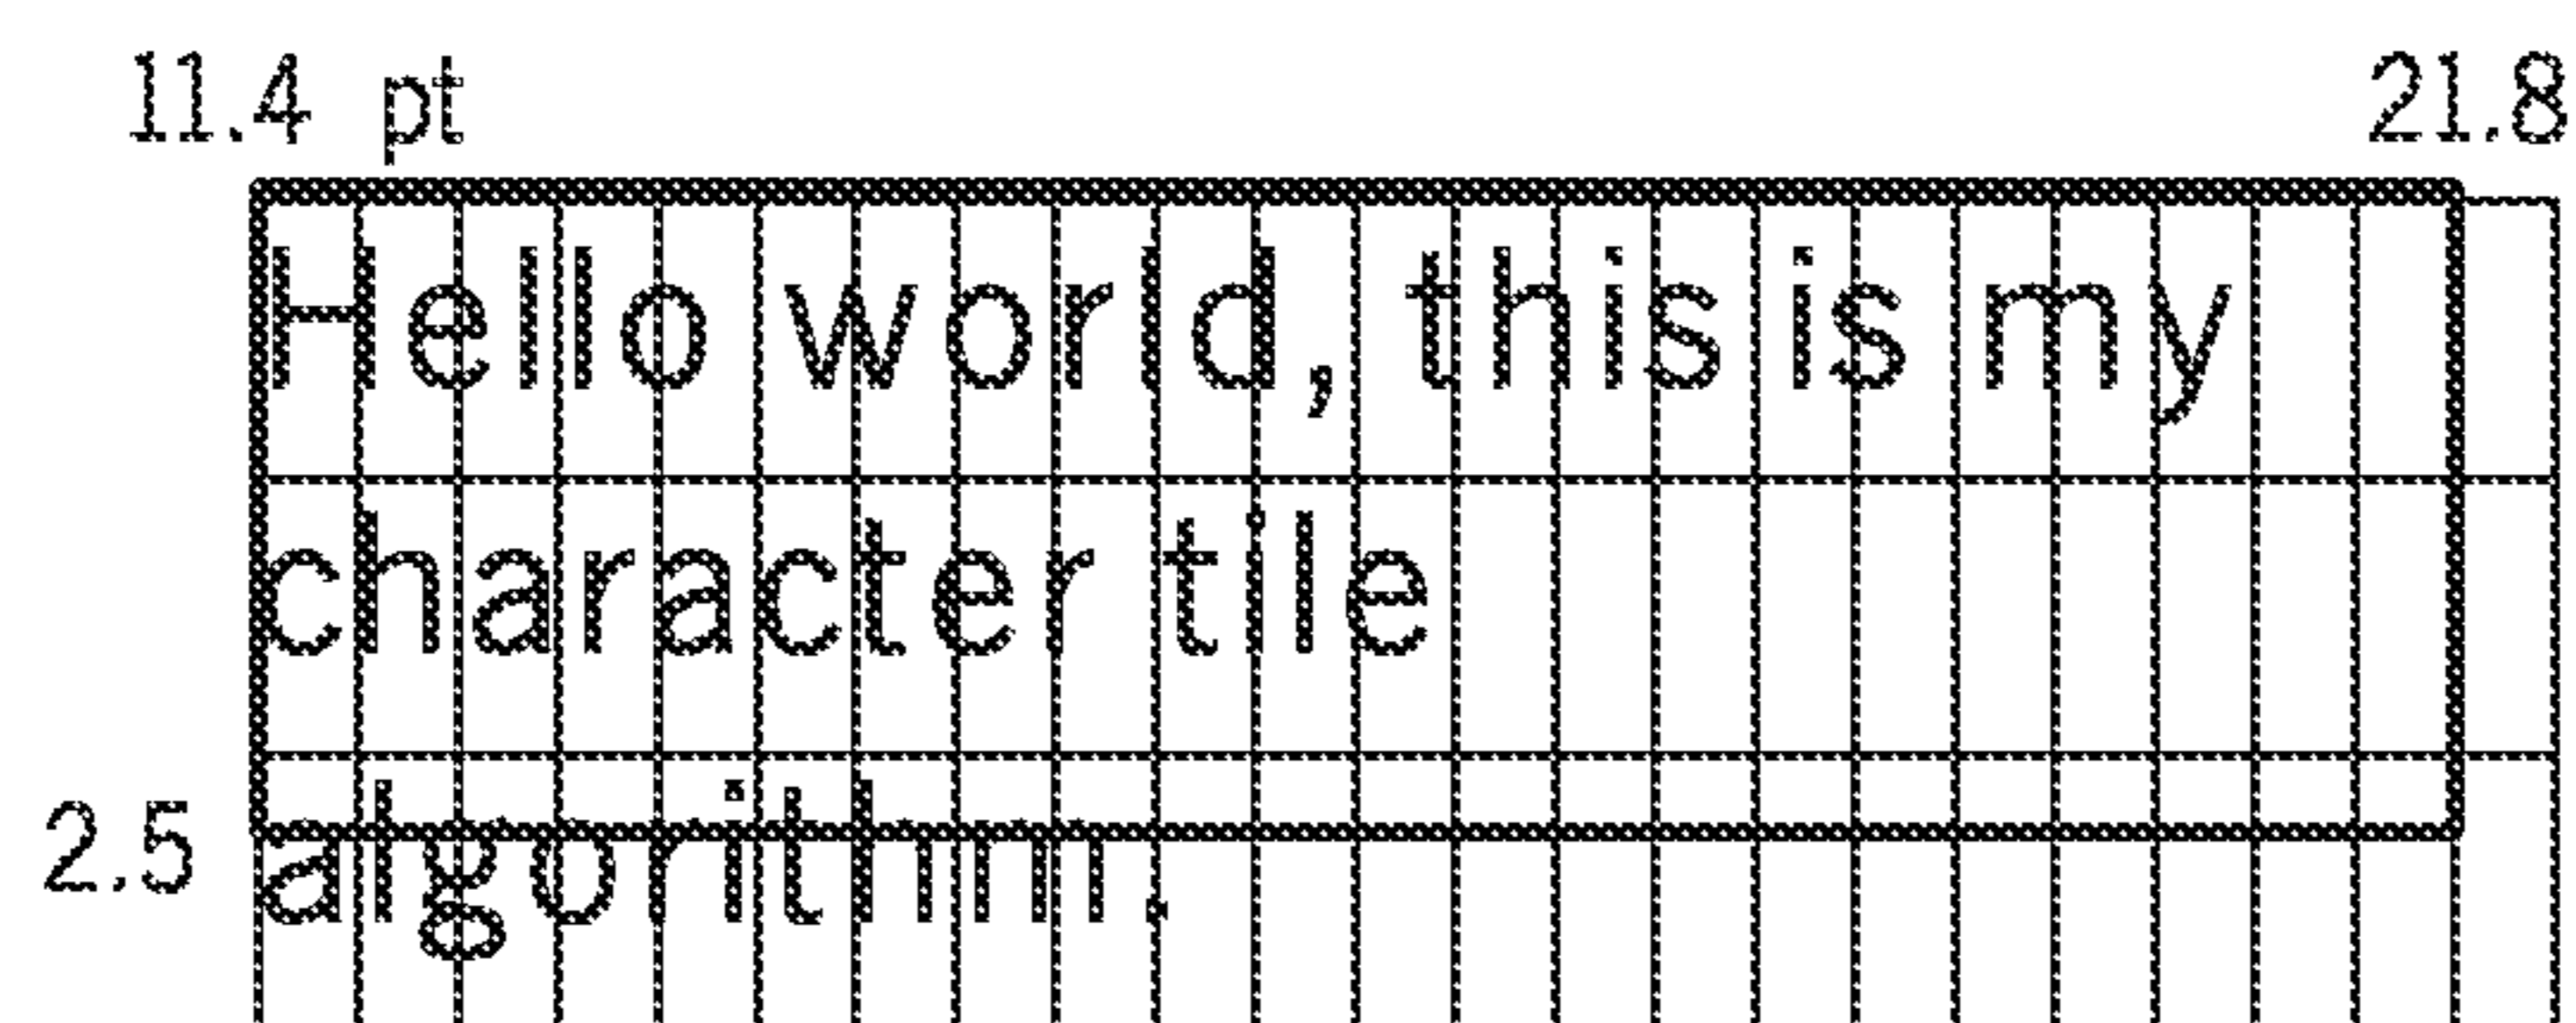 11.4 pt
21.8
Hello world, this is my
character tile
2.5
algorithm.